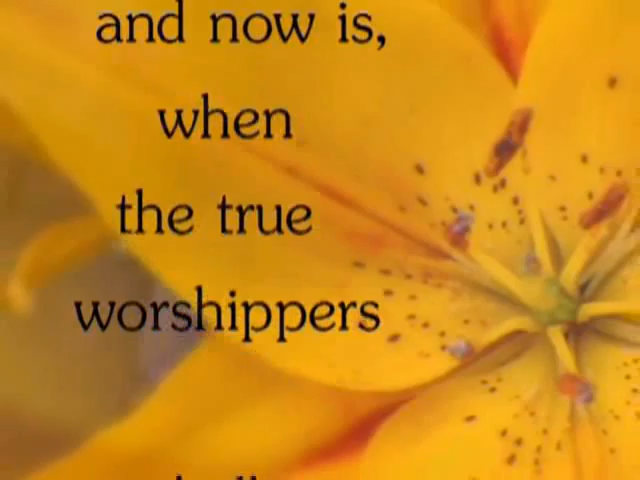 and now is,
when
the true
worshippers